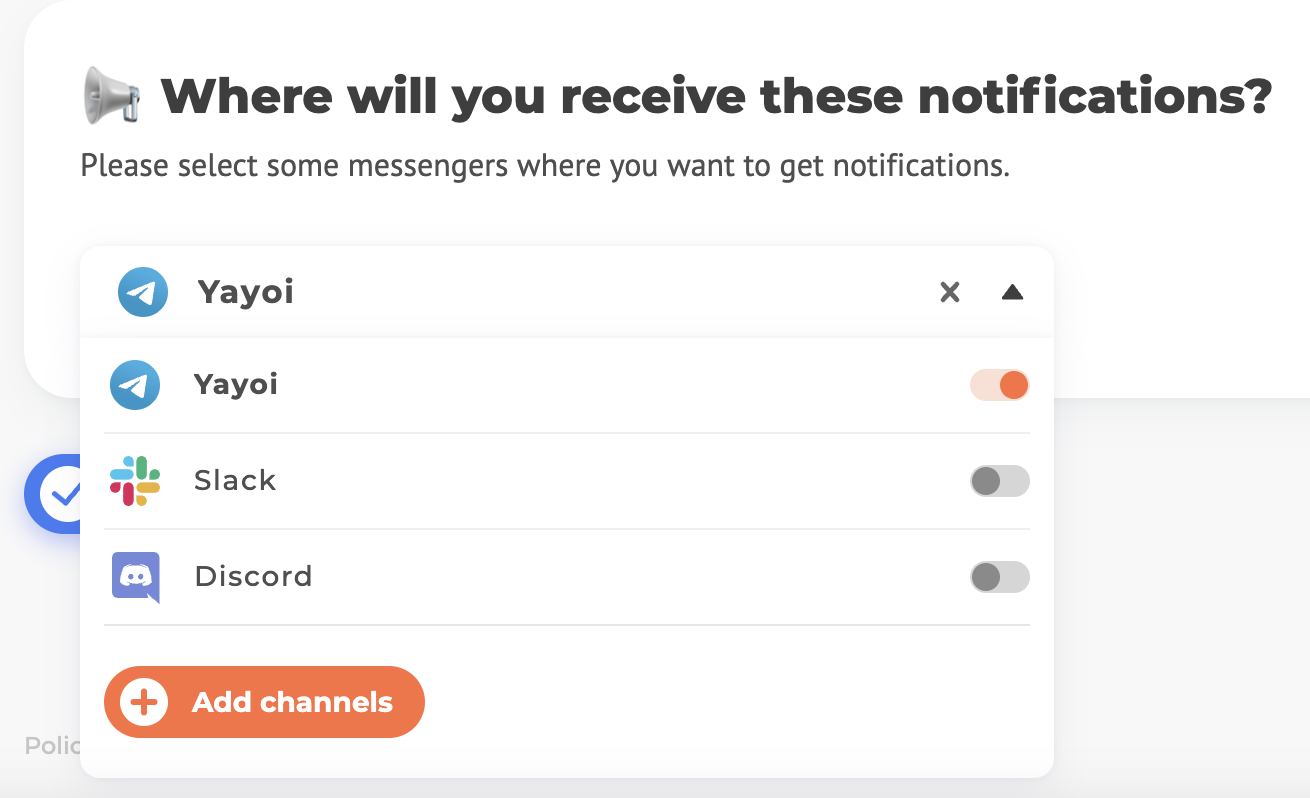 Where will you receive these notifications?
Please select some messengers where you want to get notifications.
Yayoi
Yayoi
Slack
Discord
Add channels